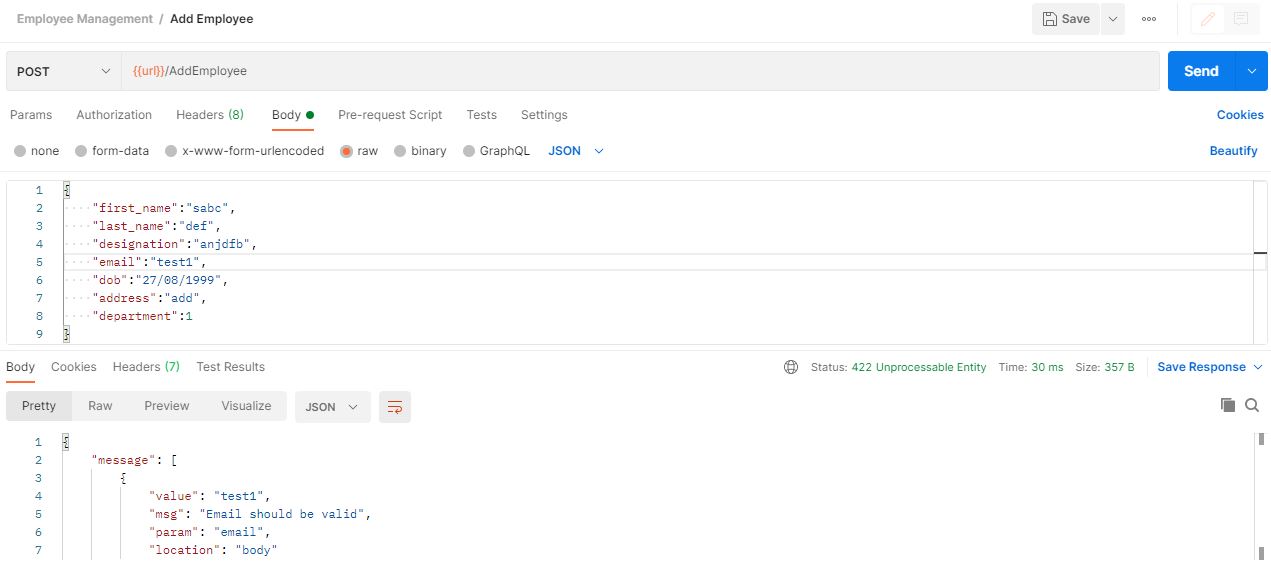 Employee Management / Add Employee
Save
POST {{url}}/AddEmployee Send
Params Authorization Headers (8) Body Pre-request Script Tests Settings Cookies
none form-data x-www-form-urlencoded raw binary GraphQL JSON Beautify
1 {
2 "first_name":"sabc",
3 "last_name":"def",
4 "designation":"anjdfb",
5 "email":"test1",
6 "dob":"27/08/1999",
7 "address":"add",
8 "department":1
9 }
Body Cookies Headers (7) Test Results Status: 422 Unprocessable Entity Time: 30 ms Size: 357 B Save Response
Pretty Raw Preview Visualize JSON
1 {
2 "message": [
3 {
4 "value": "test1",
5 "msg": "Email should be valid",
6 "param": "email",
7 "location": "body"